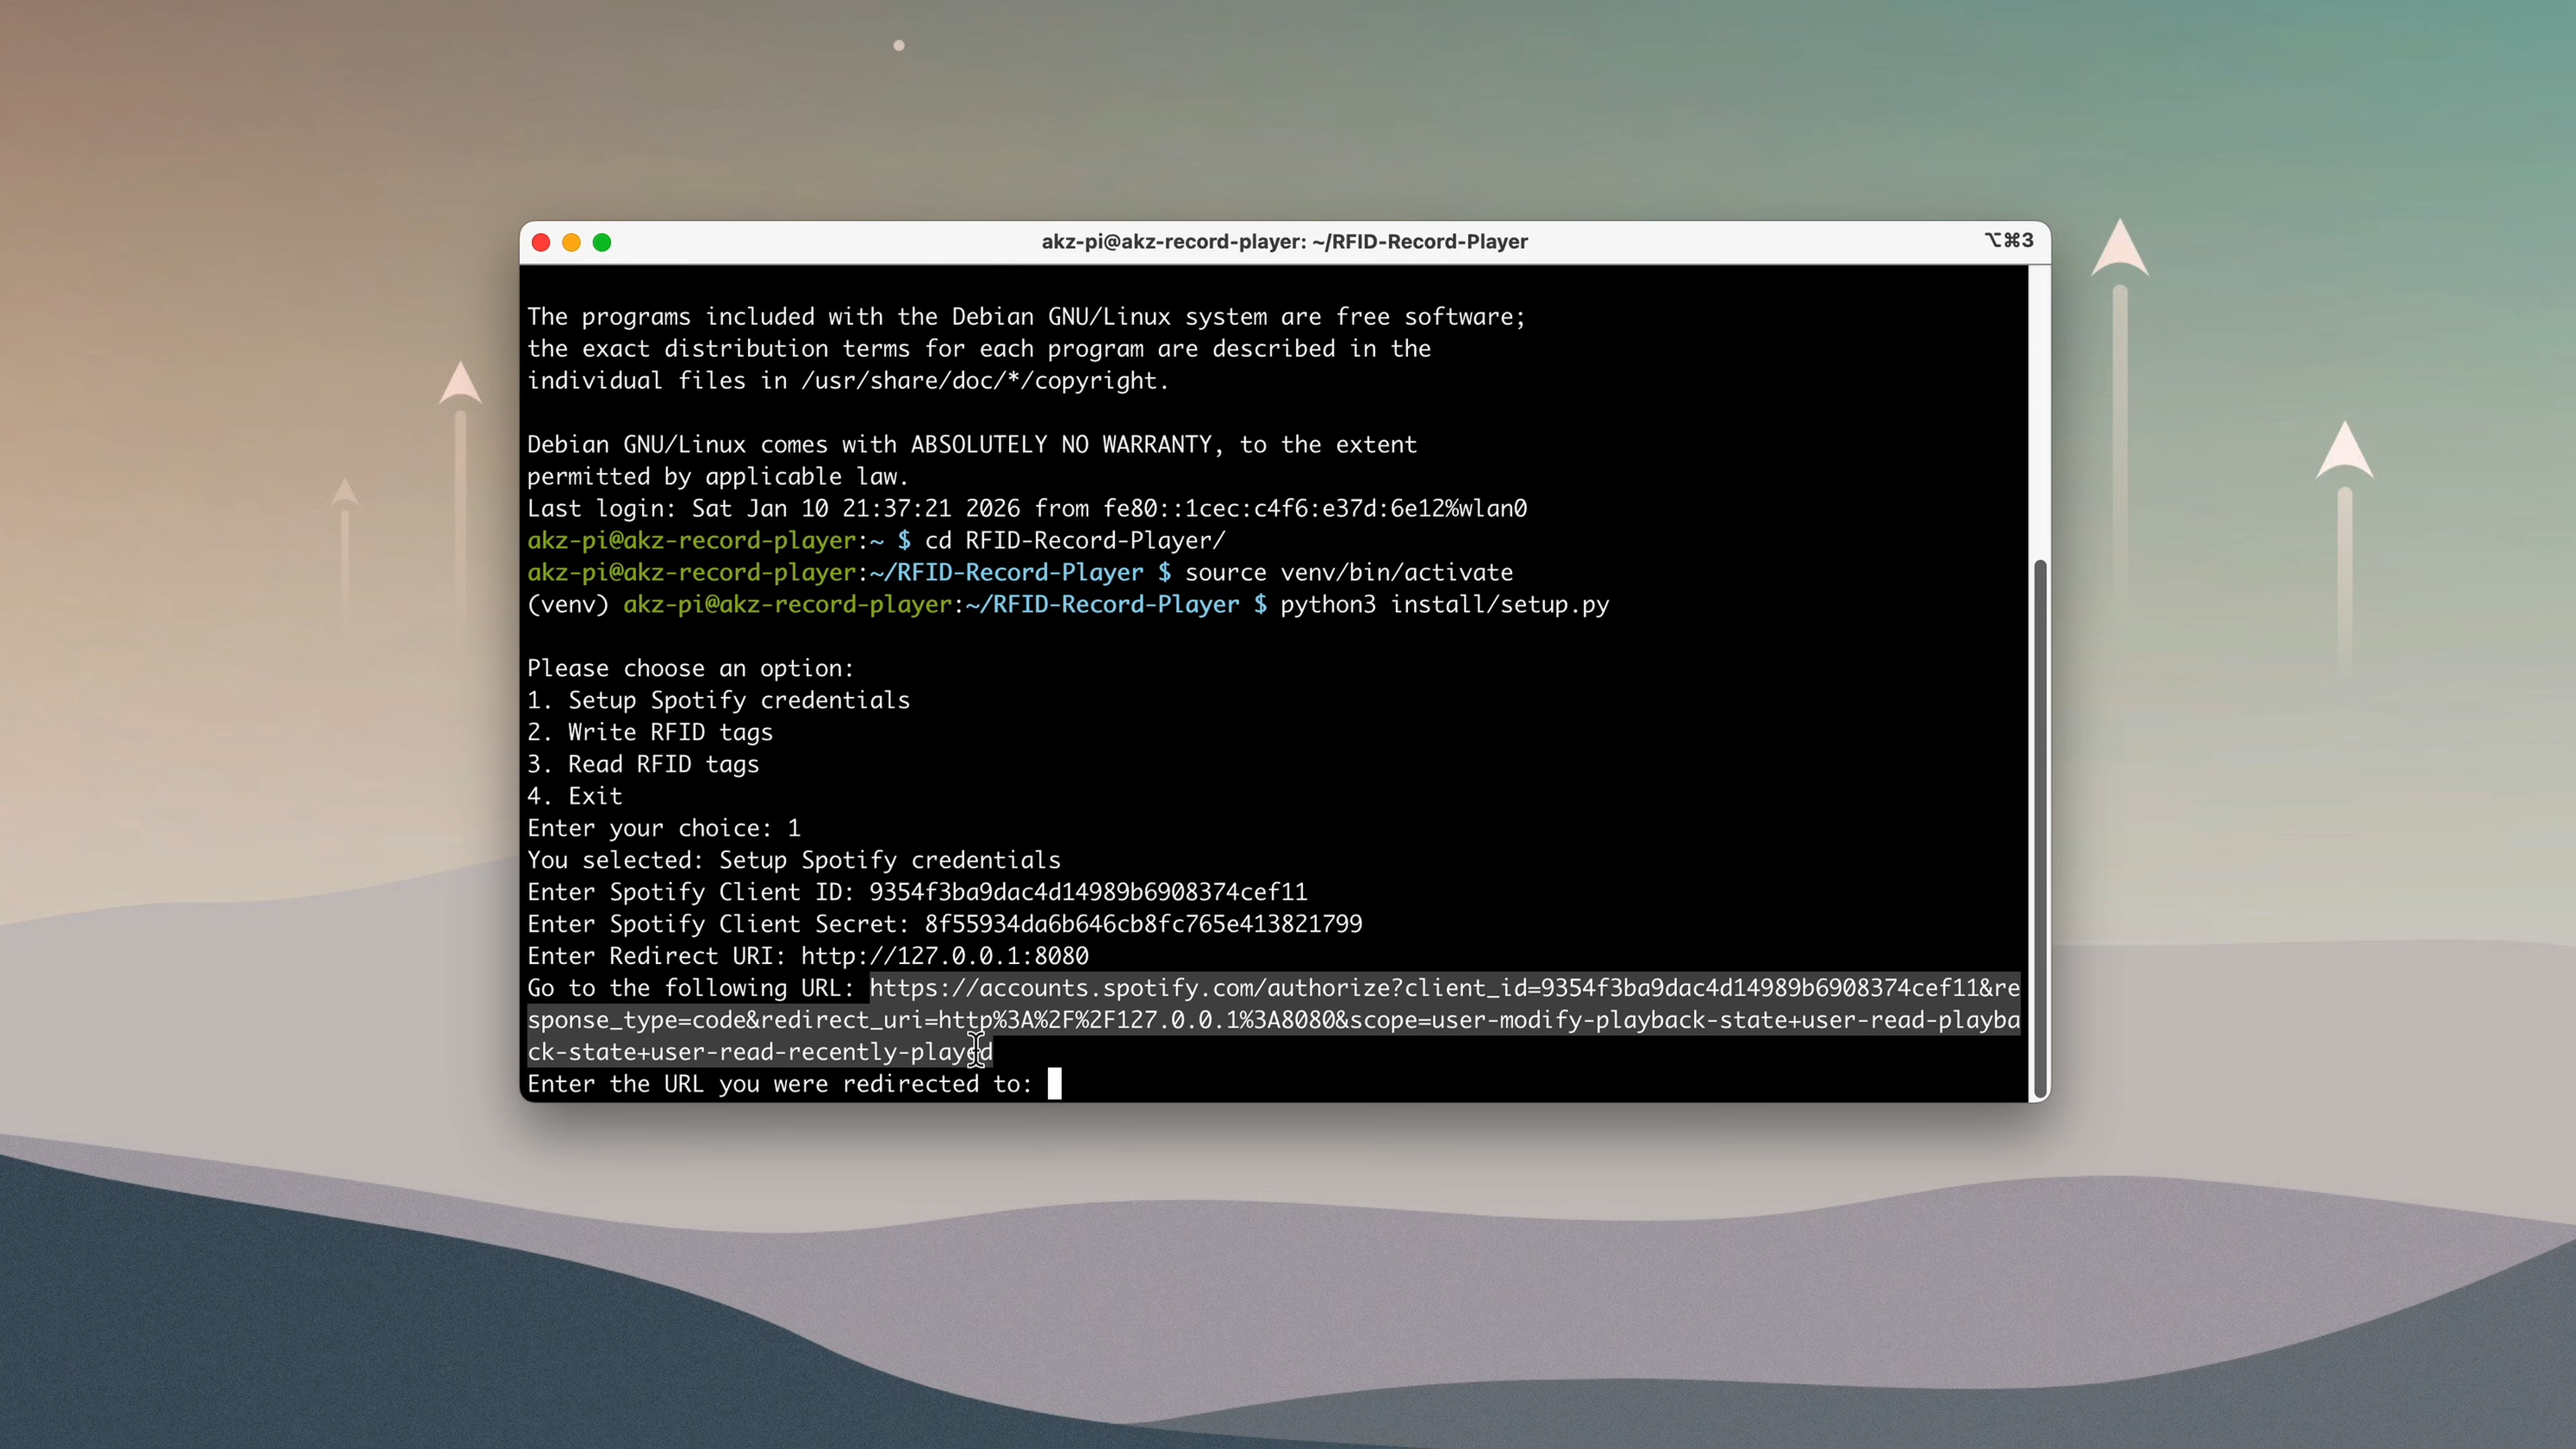 akz-pi@akz-record-player: ~/RFID-Record-Player
⌥⌘3
The programs included with the Debian GNU/Linux system are free software;
the exact distribution terms for each program are described in the
individual files in /usr/share/doc/*/copyright.
Debian GNU/Linux comes with ABSOLUTELY NO WARRANTY, to the extent
permitted by applicable law.
Last login: Sat Jan 10 21:37:21 2026 from fe80::1cec:c4f6:e37d:6e12%wlan0
akz-pi@akz-record-player:~ $ cd RFID-Record-Player/
akz-pi@akz-record-player:~/RFID-Record-Player $ source venv/bin/activate
(venv) akz-pi@akz-record-player:~/RFID-Record-Player $ python3 install/setup.py
Please choose an option:
1. Setup Spotify credentials
2. Write RFID tags
3. Read RFID tags
4. Exit
Enter your choice: 1
You selected: Setup Spotify credentials
Enter Spotify Client ID: 9354f3ba9dac4d14989b6908374cef11
Enter Spotify Client Secret: 8f55934da6b646cb8fc765e413821799
Enter Redirect URI: http://127.0.0.1:8080
Go to the following URL: https://accounts.spotify.com/authorize?client_id=9354f3ba9dac4d14989b6908374cef11&re
sponse_type=code&redirect_uri=http%3A%2F%2F127.0.0.1%3A8080&scope=user-modify-playback-state+user-read-playba
ck-state+user-read-recently-played
Enter the URL you were redirected to: